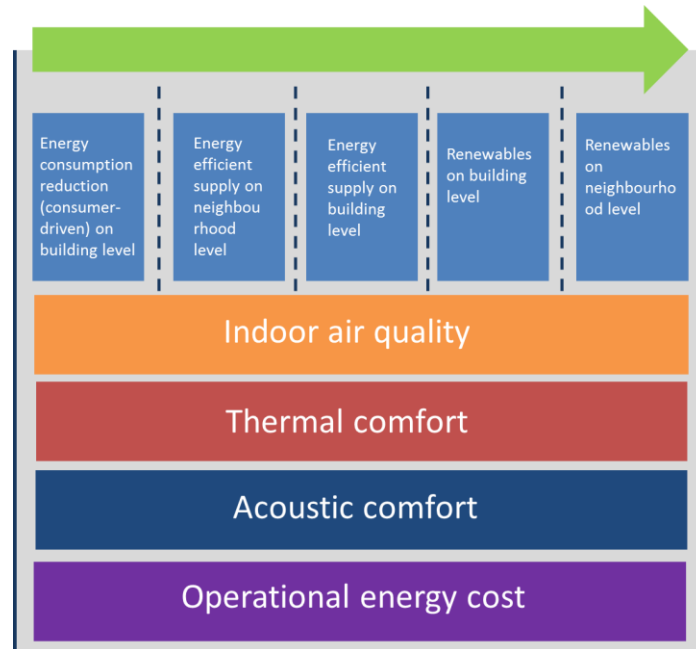 Energy
consumption
reduction
(consumer-
driven) on
building level
Energy
efficient
supply on
neighbou
rhood
level
Energy
efficient
supply on
building
level
Renewables
on building
level
Renewables
on
neighbourho
od level
Indoor air quality
Thermal comfort
Acoustic comfort
Operational energy cost